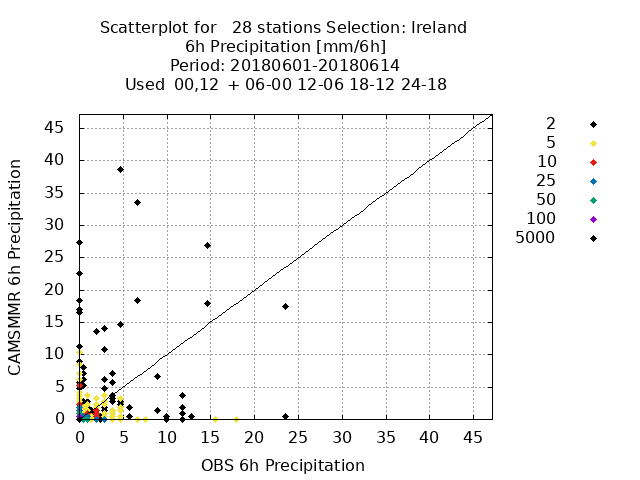 Scatterplot for   28 stations Selection: Ireland
6h Precipitation [mm/6h]
Period: 20180601-20180614
Used  00,12  + 06-00 12-06 18-12 24-18
CAMSMMR 6h Precipitation
45
40
35
30
25
20
15
10
5
0
0 5 10 15 20 25 30 35 40 45
OBS 6h Precipitation
2
5
10
25
50
100
5000